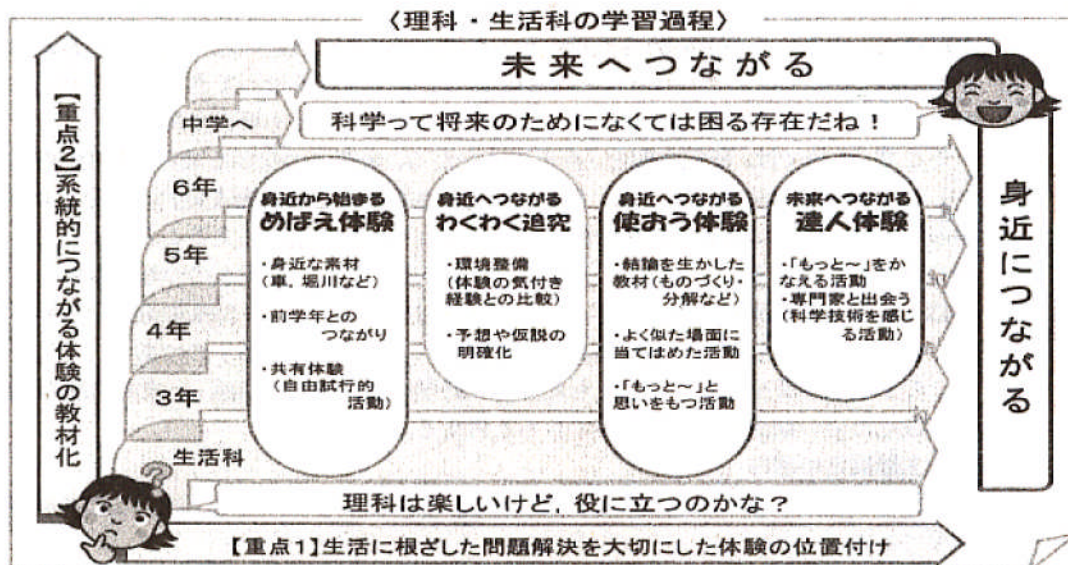 〈理科・生活科の学習過程〉
未来へつながる
科学って将来のためになくては困る存在だね！
【重点2】系統的につながる体験の教材化
中学へ
6年
5年
4年
3年
生活科
身近から始まる
めばえ体験
・身近な素材
(車，堀川など)
・前学年との
つながり
・共有体験
(自由試行的
活動)
身近へつながる
わくわく追究
・環境整備
(体験の気付き
経験との比較)
・予想や仮説の
明確化
身近へつながる
使おう体験
・結論を生かした
教材(ものづくり・
分解など)
・よく似た場面に
当てはめた活動
・「もっと～」と
思いをもつ活動
未来へつながる
達人体験
・「もっと～」をか
なえる活動
・専門家と出会う
(科学技術を感じ
る活動)
身近につながる
?
理科は楽しいけど，役に立つのかな？
【重点1】生活に根ざした問題解決を大切にした体験の位置付け